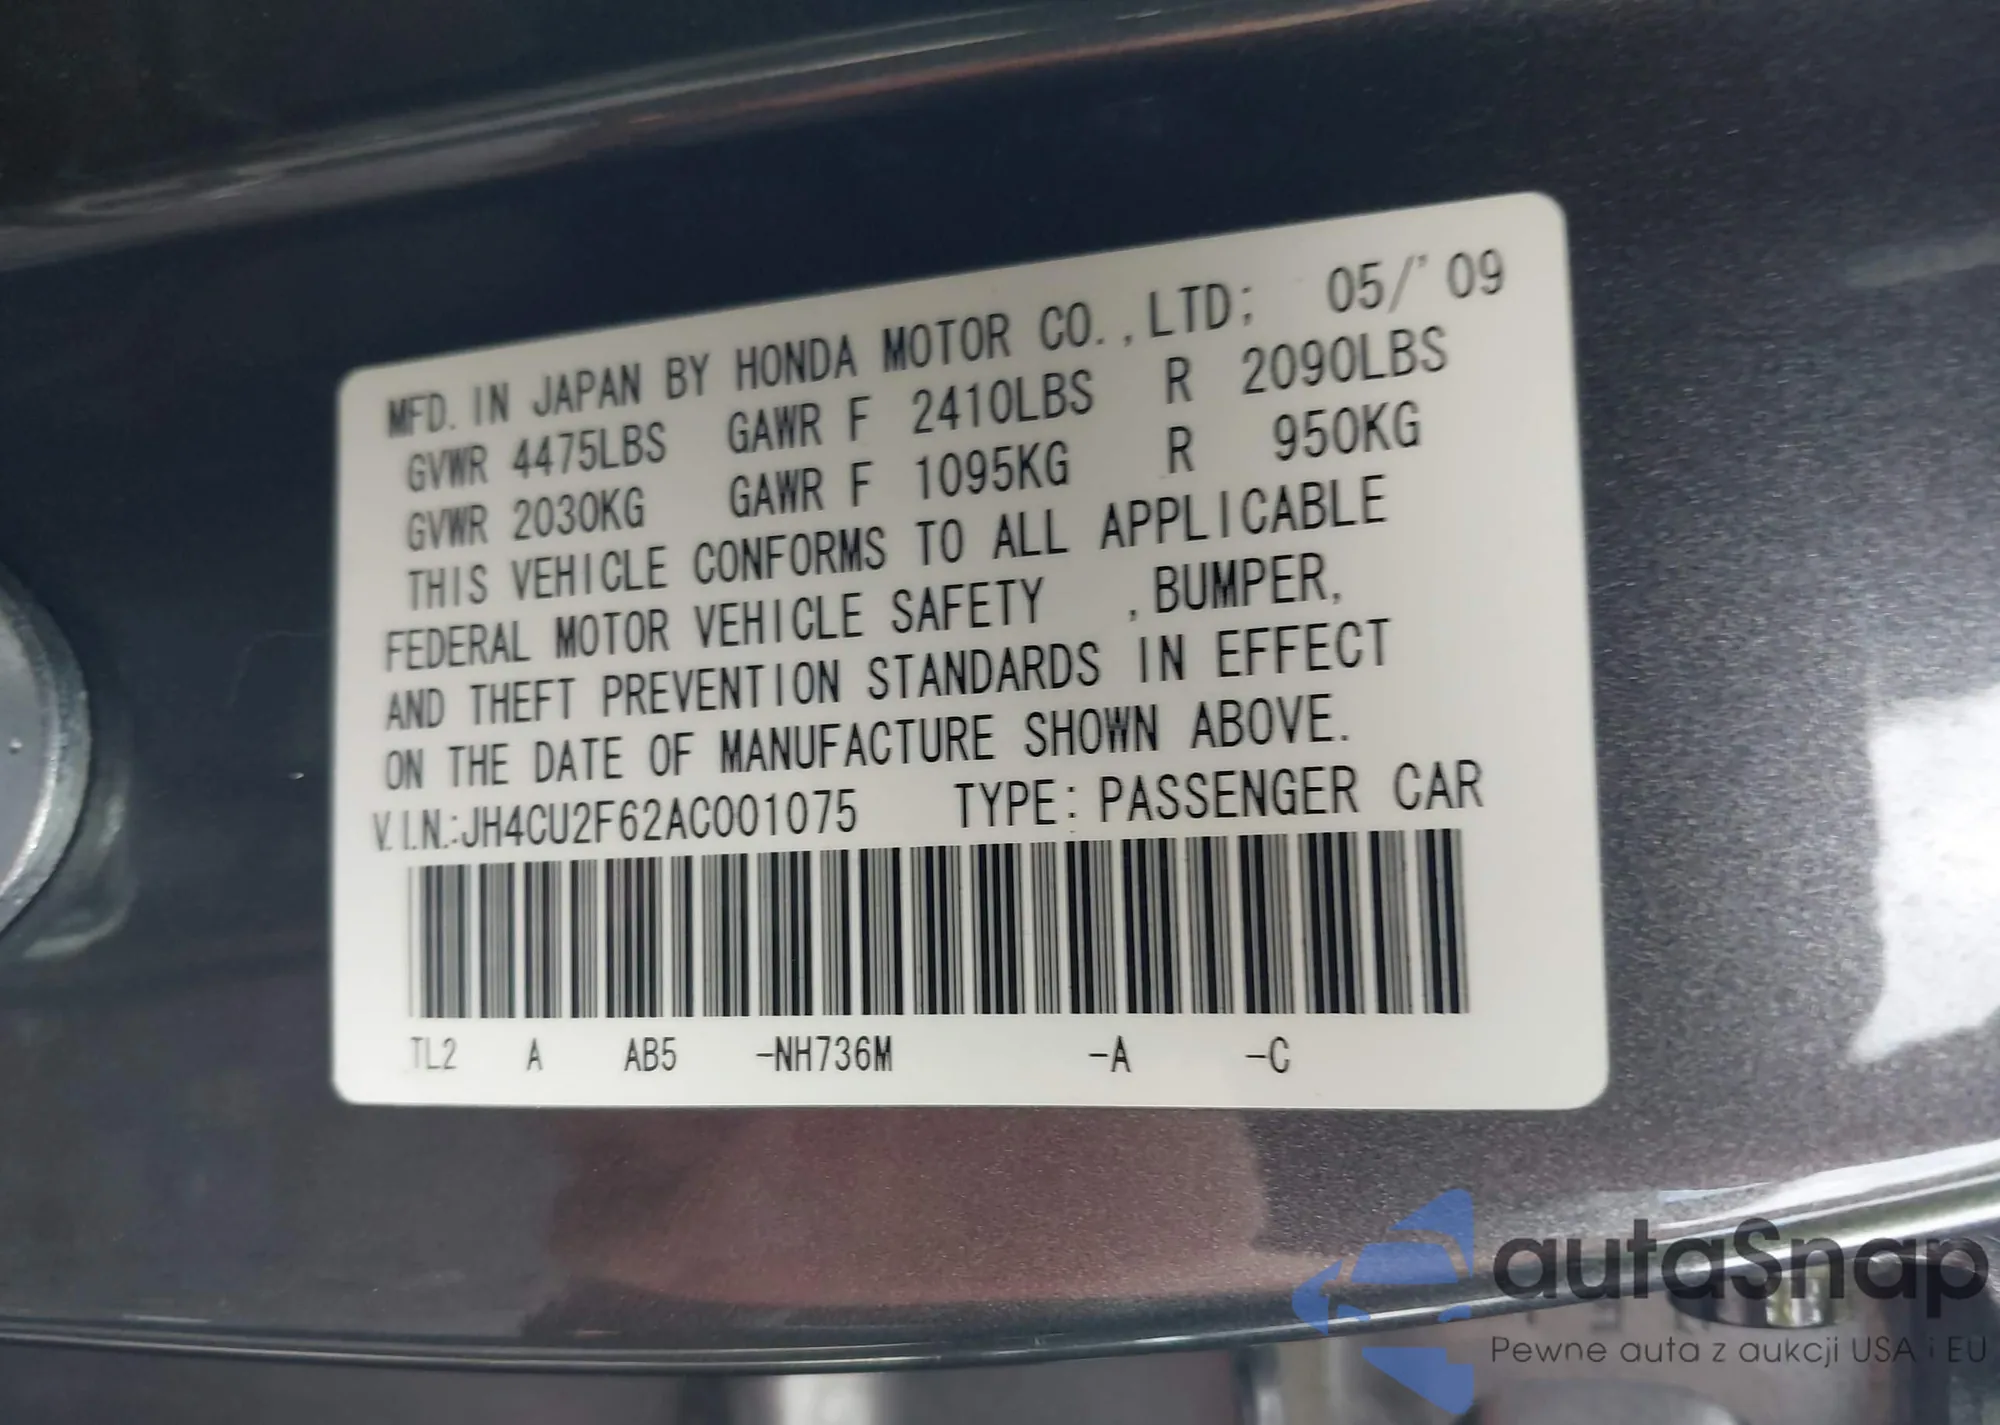 MFD. IN JAPAN BY HONDA MOTOR CO., LTD; 05/'09
GVWR 4475LBS GAWR F 2410LBS R 2090LBS
GVWR 2030KG GAWR F 1095KG R 950KG
THIS VEHICLE CONFORMS TO ALL APPLICABLE
FEDERAL MOTOR VEHICLE SAFETY , BUMPER,
AND THEFT PREVENTION STANDARDS IN EFFECT
ON THE DATE OF MANUFACTURE SHOWN ABOVE.
V.I.N.:JH4CU2F62AC001075 TYPE: PASSENGER CAR
TL2 A AB5 -NH736M -A -C
autaSnap
Pewne auta z aukcji USA i EU